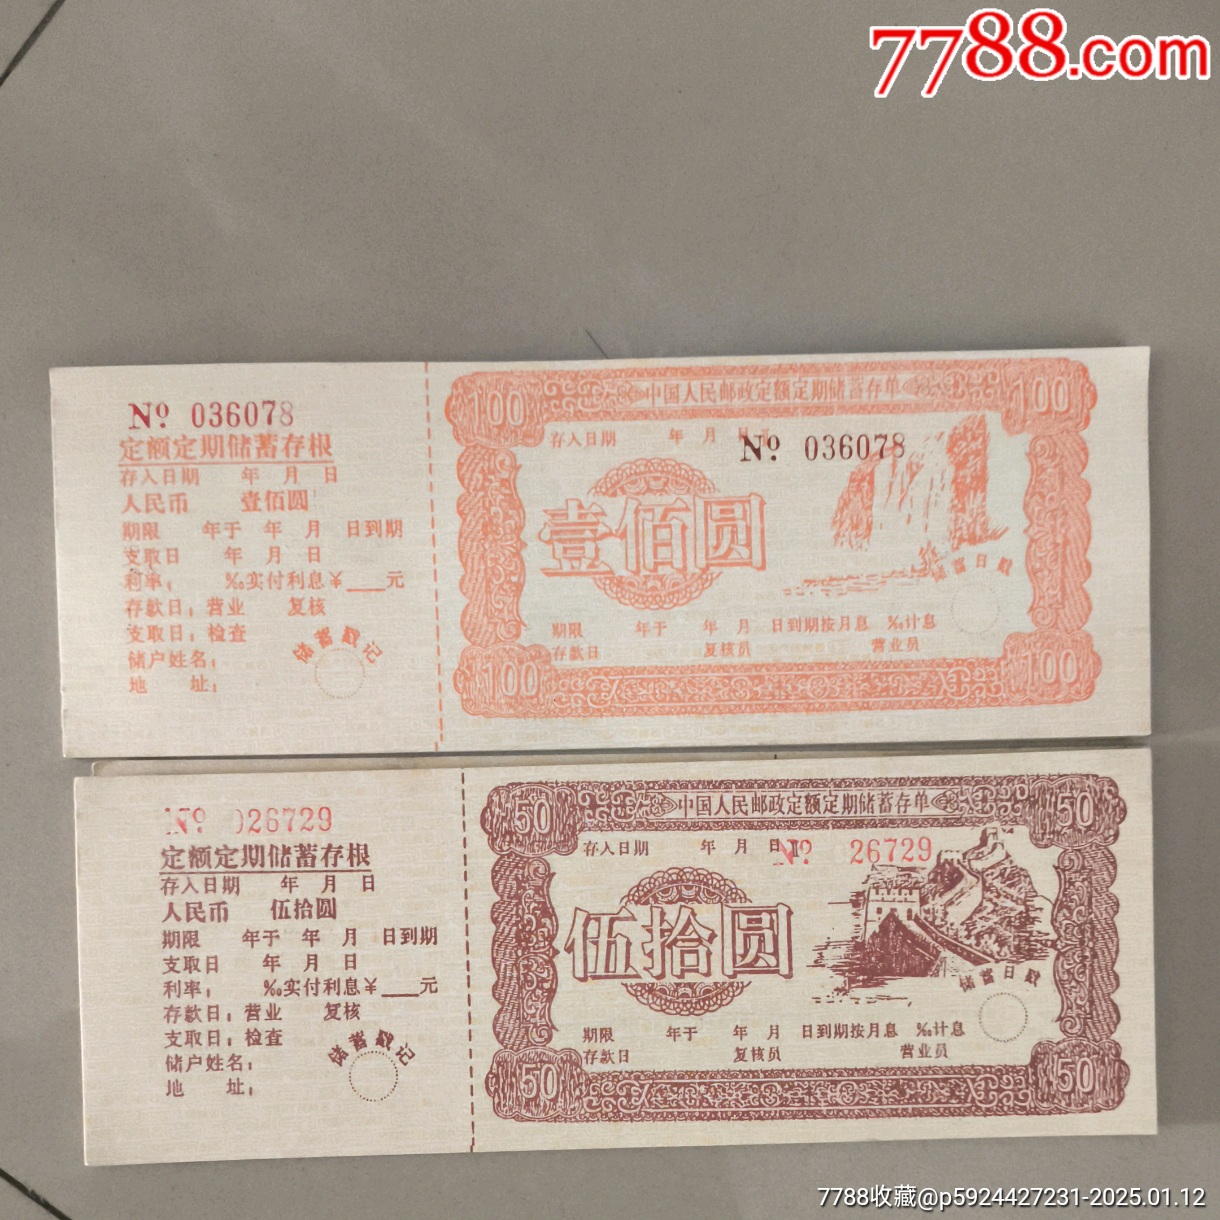 7788.com
№ 036078
定额定期储蓄存根
存入日期 年 月 日
人民币 壹佰圆
期限 年于 年 月 日到期
支取日 年 月 日
利率： ‰实付利息￥___元
存款日：营业 复核
支取日：检查
储户姓名：
地 址：
储蓄戳记
100 中国人民邮政定额定期储蓄存单 100
存入日期 年 月 日
№ 036078
壹佰圆
储蓄日戳
期限 年于 年 月 日到期按月息 ‰计息
存款日 复核员 营业员
100 100
№ 026729
定额定期储蓄存根
存入日期 年 月 日
人民币 伍拾圆
期限 年于 年 月 日到期
支取日 年 月 日
利率： ‰实付利息￥___元
存款日：营业 复核
支取日：检查
储户姓名：
地 址：
储蓄戳记
50 中国人民邮政定额定期储蓄存单 50
存入日期 年 月 日
№ 26729
伍拾圆
储蓄日戳
期限 年于 年 月 日到期按月息 ‰计息
存款日 复核员 营业员
50 50
7788收藏@p5924427231-2025.01.12